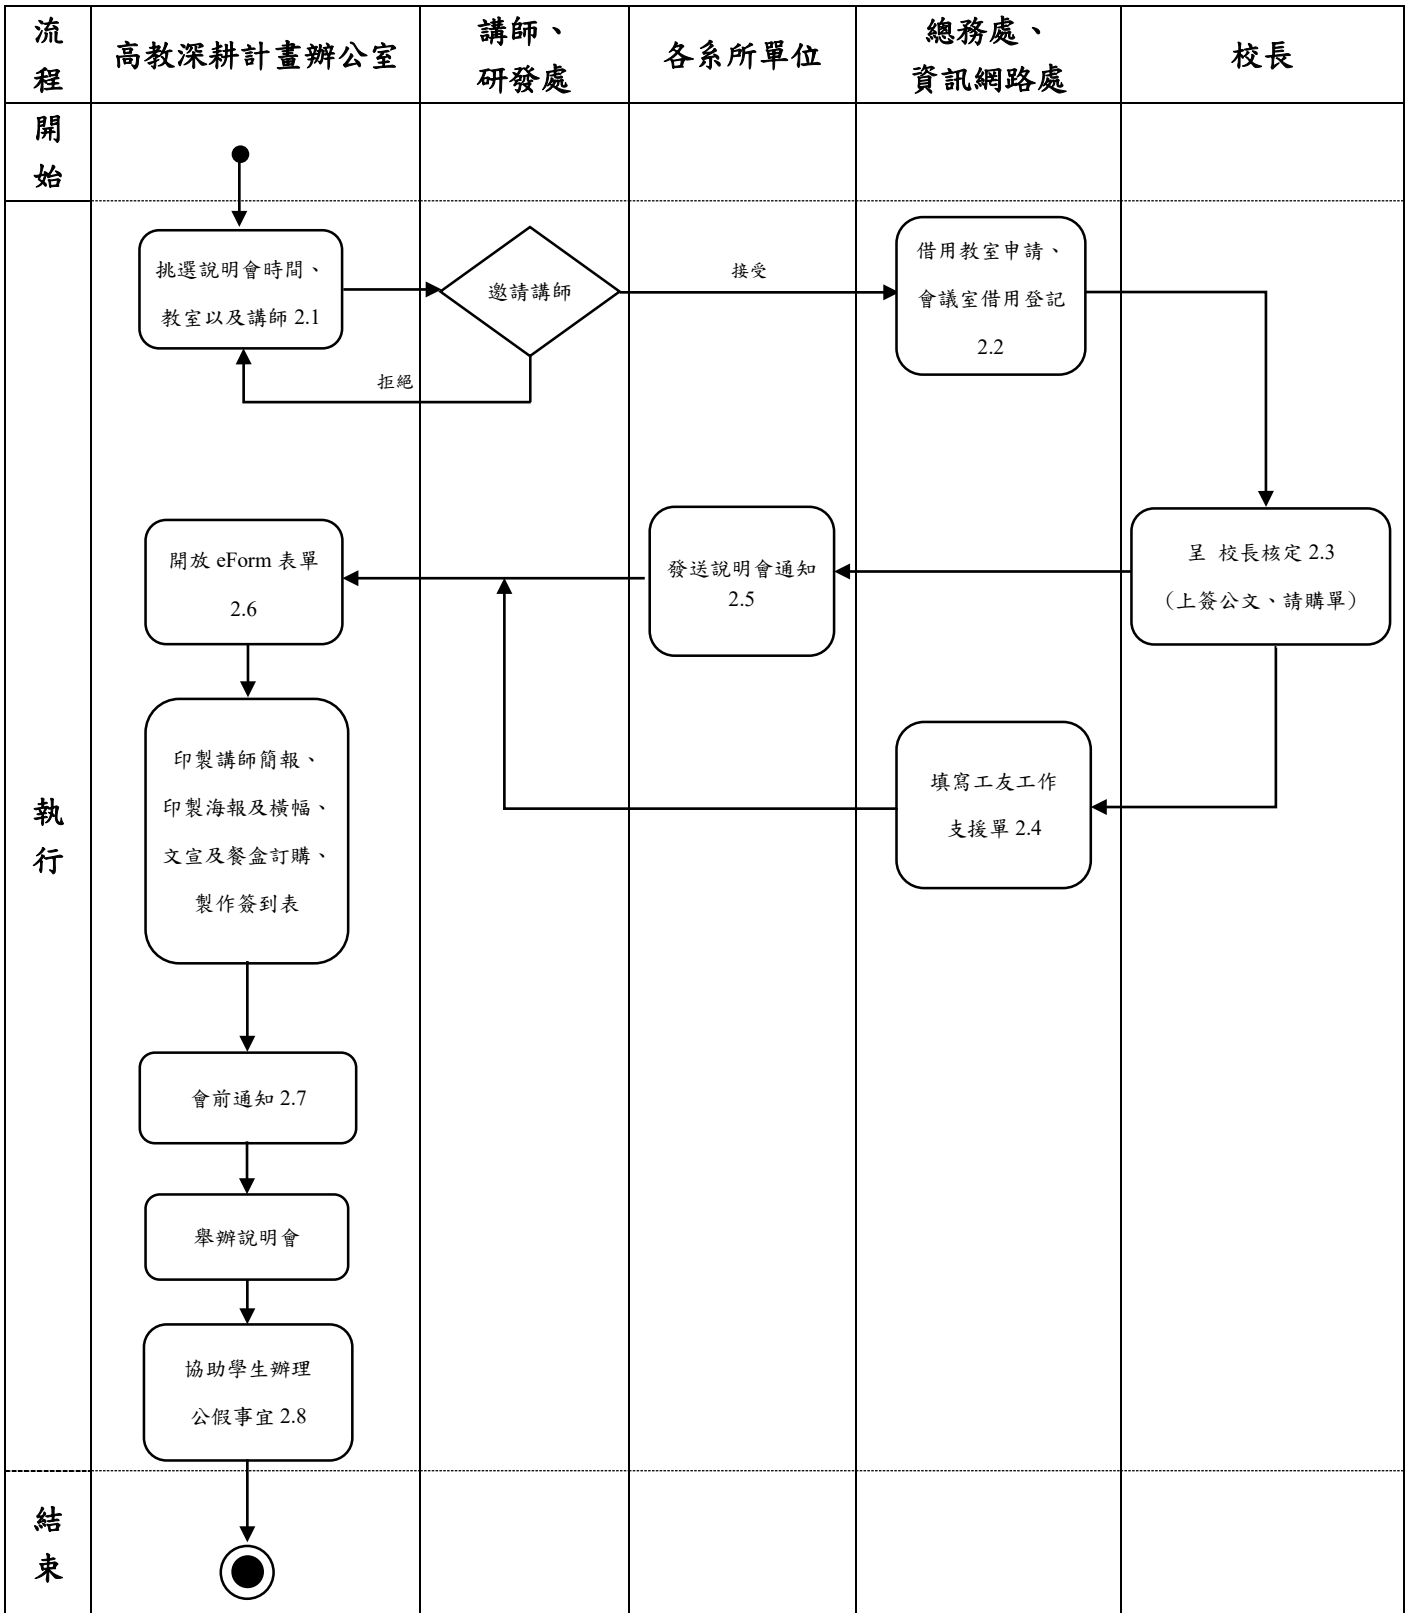 流
程
高教深耕計畫辦公室
講師、
研發處
各系所單位
總務處、
資訊網路處
校長
開
始
執
行
挑選說明會時間、
教室以及講師 2.1
邀請講師
接受
拒絕
借用教室申請、
會議室借用登記
2.2
呈 校長核定 2.3
（上簽公文、請購單）
發送說明會通知
2.5
開放 eForm 表單
2.6
填寫工友工作
支援單 2.4
印製講師簡報、
印製海報及橫幅、
文宣及餐盒訂購、
製作簽到表
會前通知 2.7
舉辦說明會
協助學生辦理
公假事宜 2.8
結
束